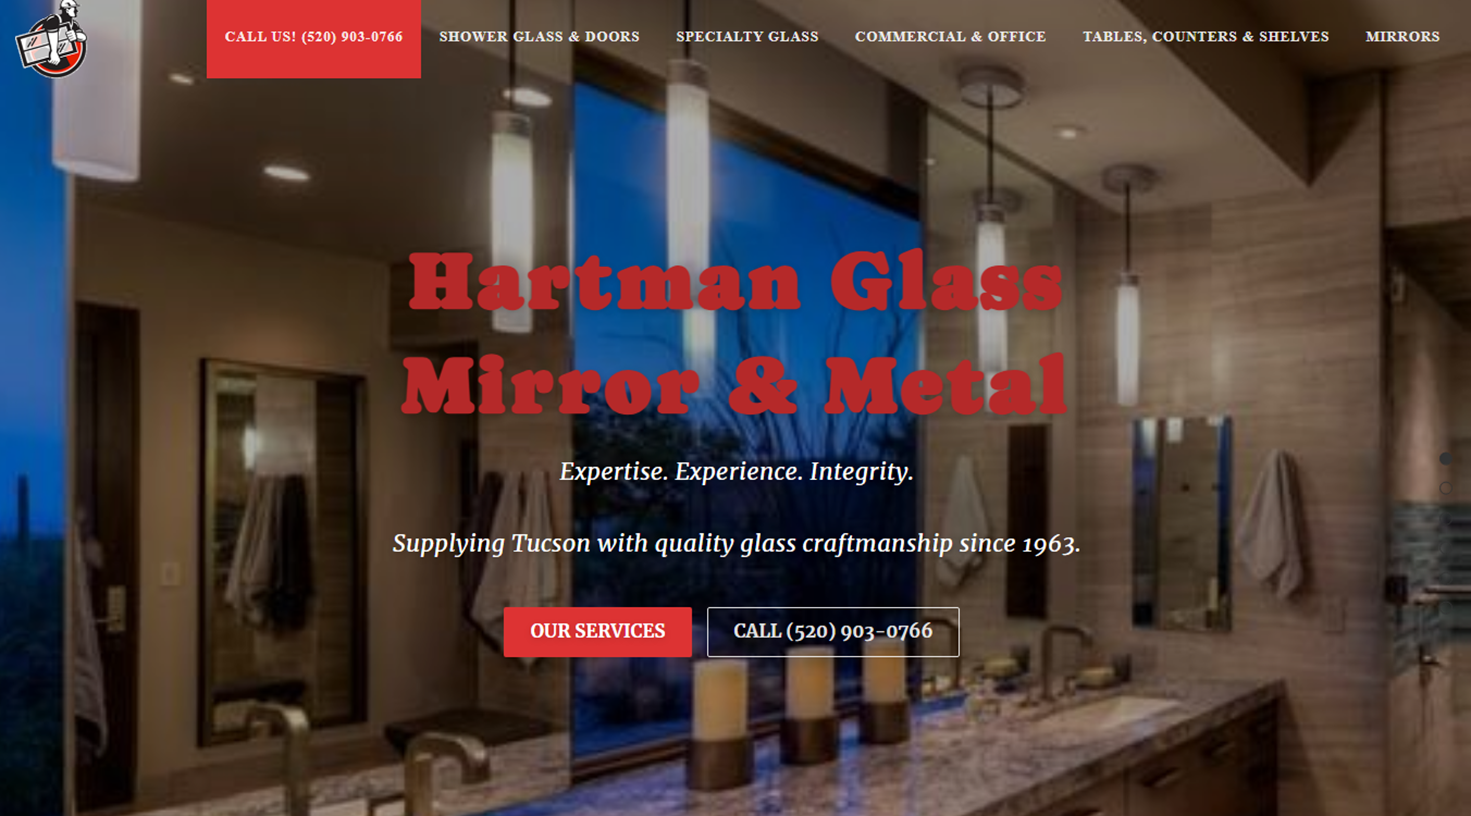 CALL US! (520) 903-0766
SHOWER GLASS & DOORS
SPECIALTY GLASS
COMMERCIAL & OFFICE
TABLES, COUNTERS & SHELVES
MIRRORS
Hartman Glass
Mirror & Metal
Expertise. Experience. Integrity.
Supplying Tucson with quality glass craftmanship since 1963.
OUR SERVICES
CALL (520) 903-0766